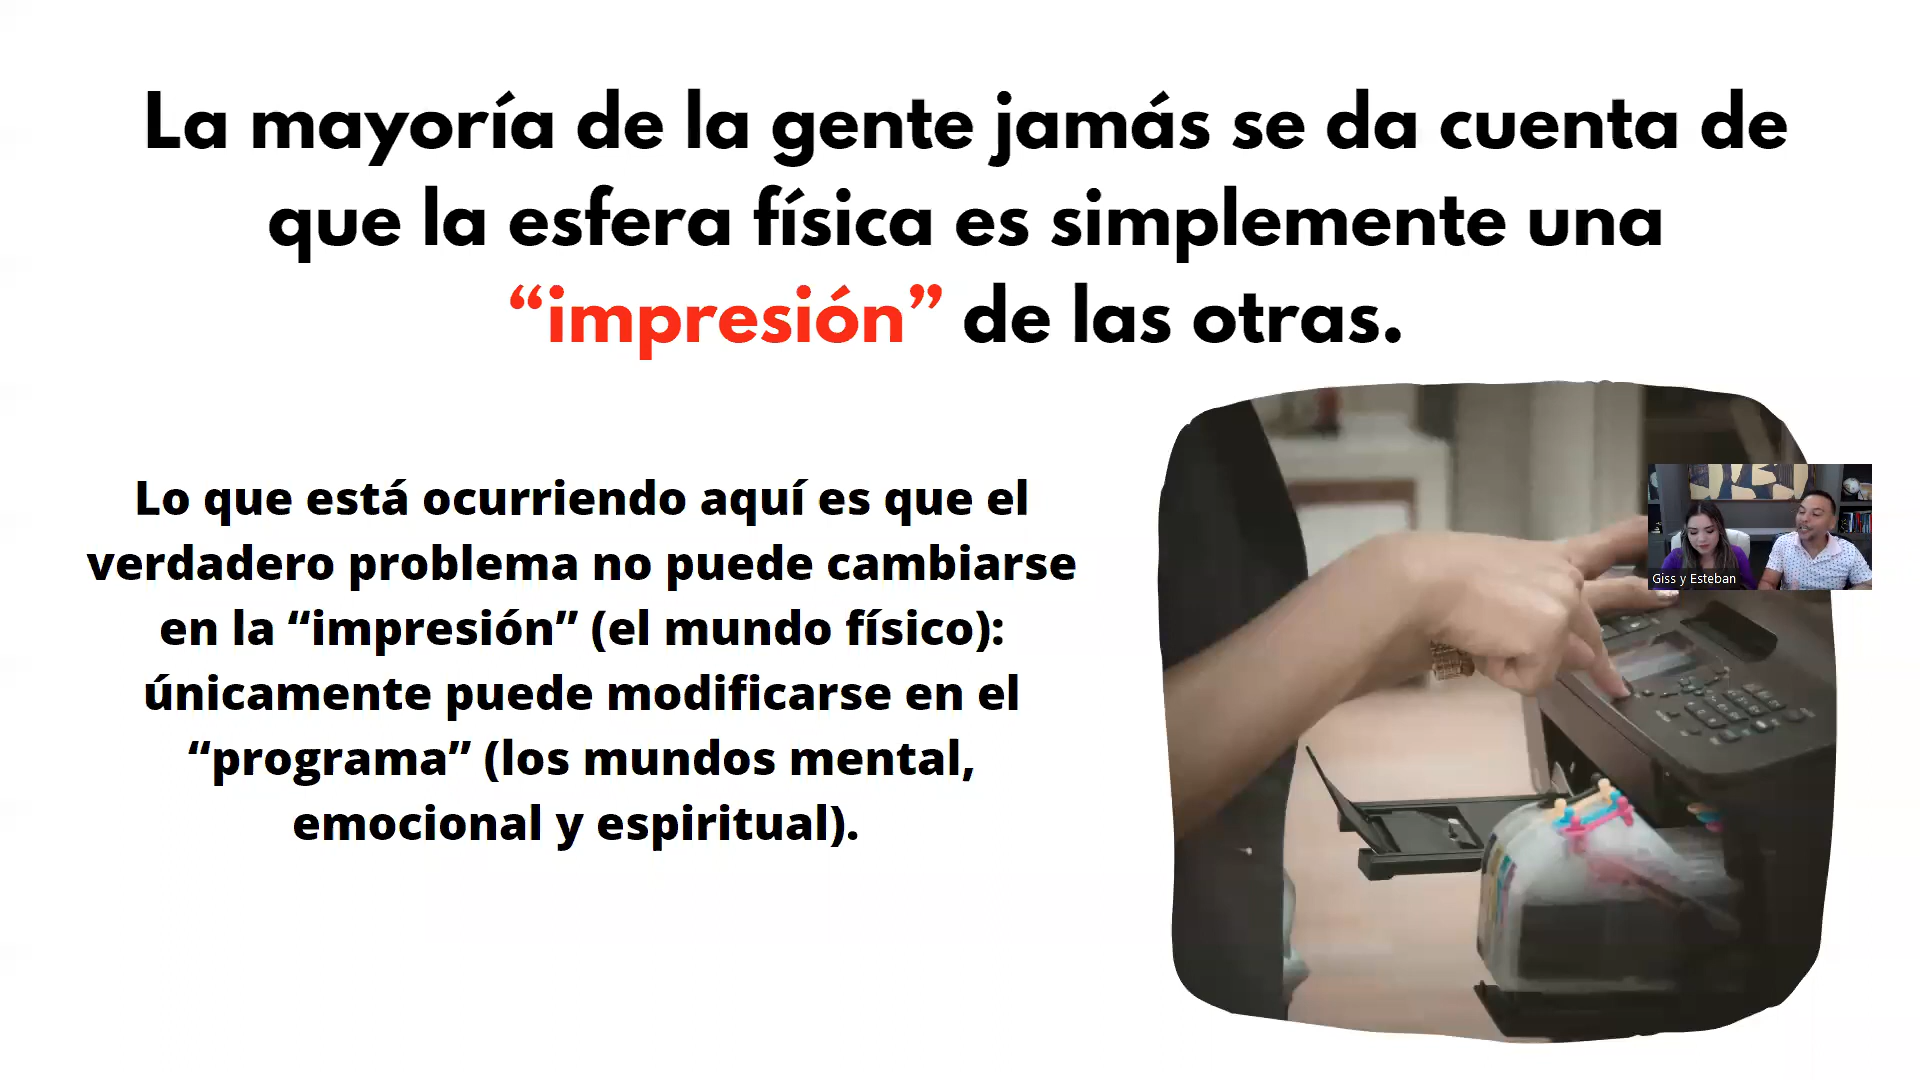 La mayoría de la gente jamás se da cuenta de
que la esfera física es simplemente una
“impresión” de las otras.
Lo que está ocurriendo aquí es que el
verdadero problema no puede cambiarse
en la “impresión” (el mundo físico):
únicamente puede modificarse en el
“programa” (los mundos mental,
emocional y espiritual).
Giss y Esteban